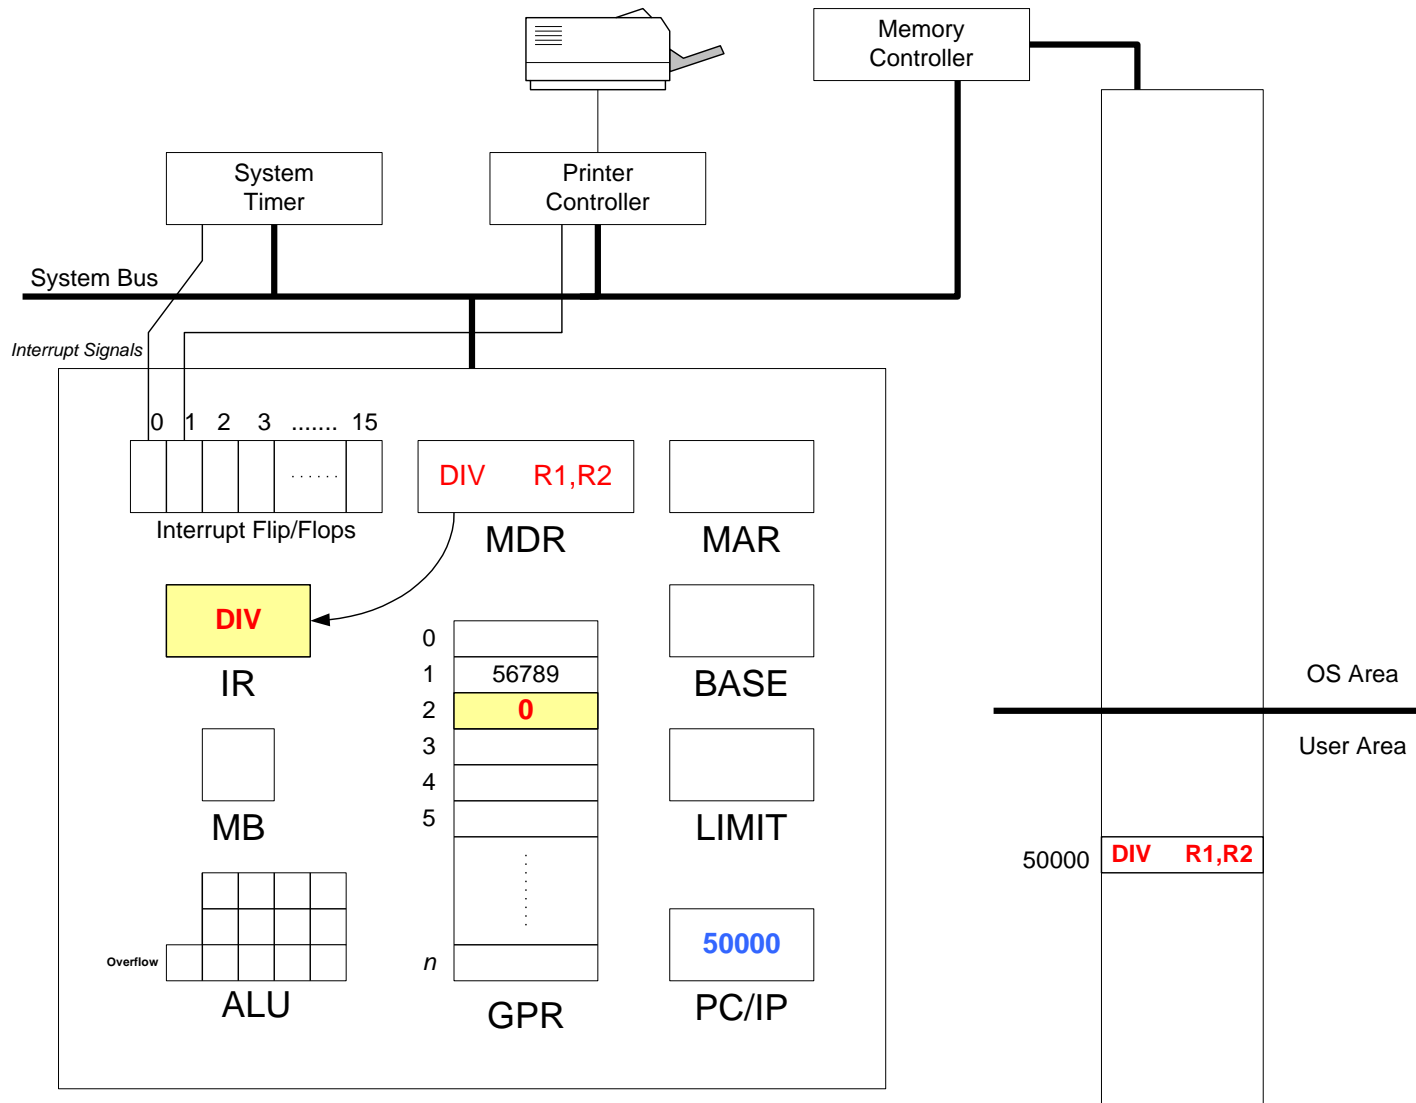 Memory
Controller
System
Timer
Printer
Controller
System Bus
Interrupt Signals
0 1 2 3 ....... 15
. . . . . .
Interrupt Flip/Flops
DIV R1,R2
MDR
MAR
DIV
IR
BASE
0
1 56789
2 0
3
4
5
n
GPR
MB
LIMIT
Overflow
ALU
50000
PC/IP
OS Area
User Area
50000 DIV R1,R2